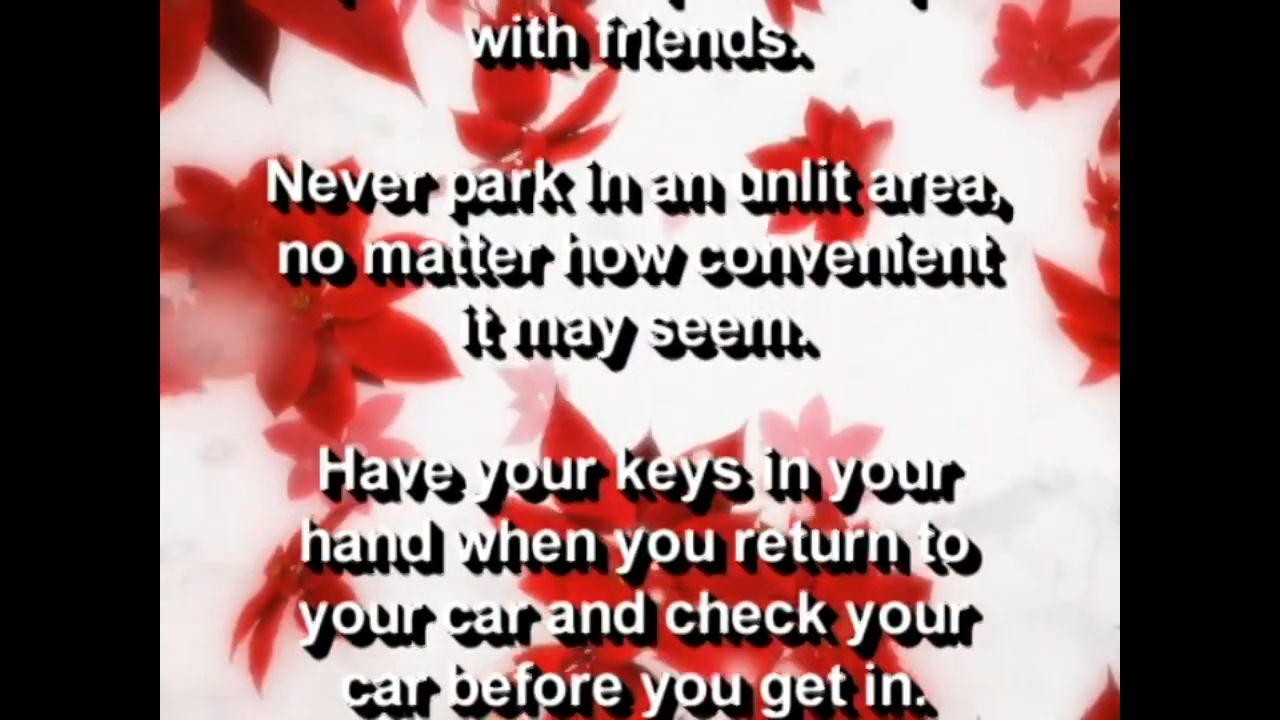 with friends.
Never park in an unlit area,
no matter how convenient
it may seem.
Have your keys in your
hand when you return to
your car and check your
car before you get in.